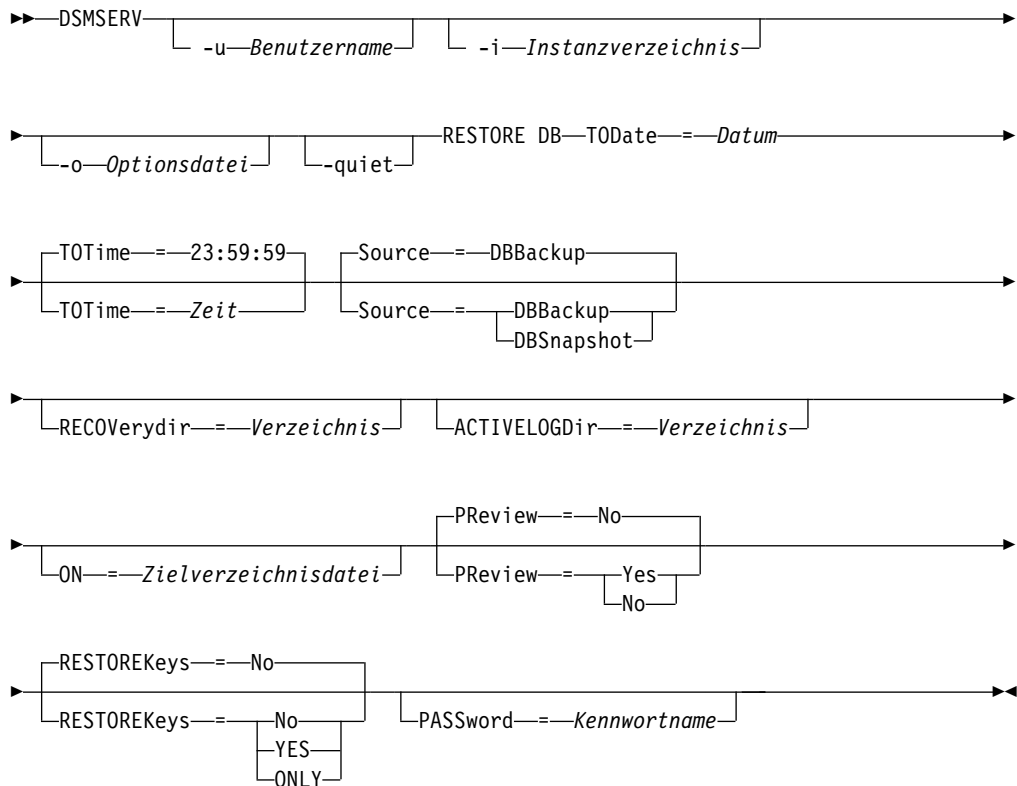 DSMSERV
-u Benutzername
-i Instanzverzeichnis
-o Optionsdatei
-quiet
RESTORE DB TODate = Datum
TOTime = 23:59:59
TOTime = Zeit
Source = DBBackup
Source = DBBackup
DBSnapshot
RECOVerydir = Verzeichnis
ACTIVELOGDir = Verzeichnis
ON = Zielverzeichnisdatei
PReview = No
PReview = Yes
No
RESTOREKeys = No
RESTOREKeys = No
YES
ONLY
PASSword = Kennwortname